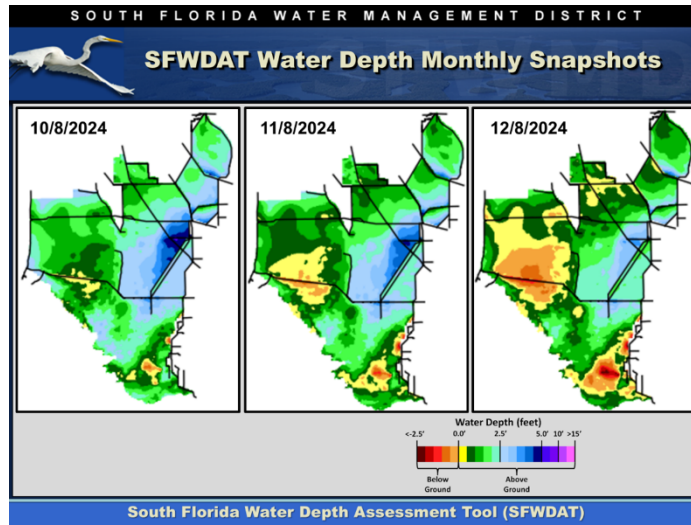 SOUTH FLORIDA WATER MANAGEMENT DISTRICT
SFWDAT Water Depth Monthly Snapshots
10/8/2024
11/8/2024
12/8/2024
Water Depth (feet)
<-2.5' 0.0' 2.5' 5.0' 10' >15'
Below
Ground
Above
Ground
South Florida Water Depth Assessment Tool (SFWDAT)